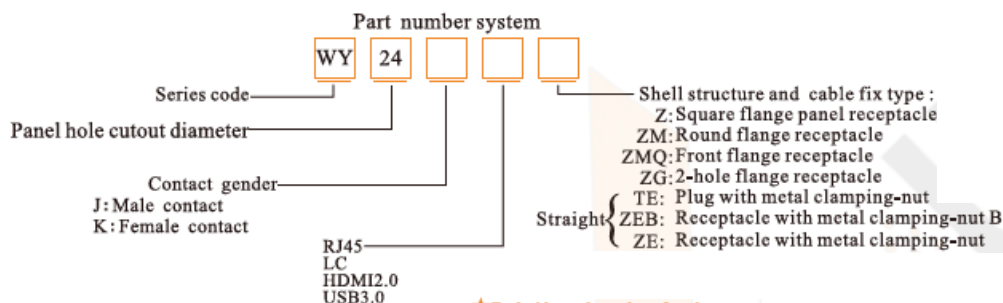 Part number system
WY 24
Series code
Panel hole cutout diameter
Contact gender
J:Male contact
K:Female contact
RJ45
LC
HDMI2.0
USB3.0
Shell structure and cable fix type :
Z:Square flange panel receptacle
ZM:Round flange receptacle
ZMQ:Front flange receptacle
ZG:2-hole flange receptacle
Straight
TE: Plug with metal clamping-nut
ZEB: Receptacle with metal clamping-nut B
ZE: Receptacle with metal clamping-nut